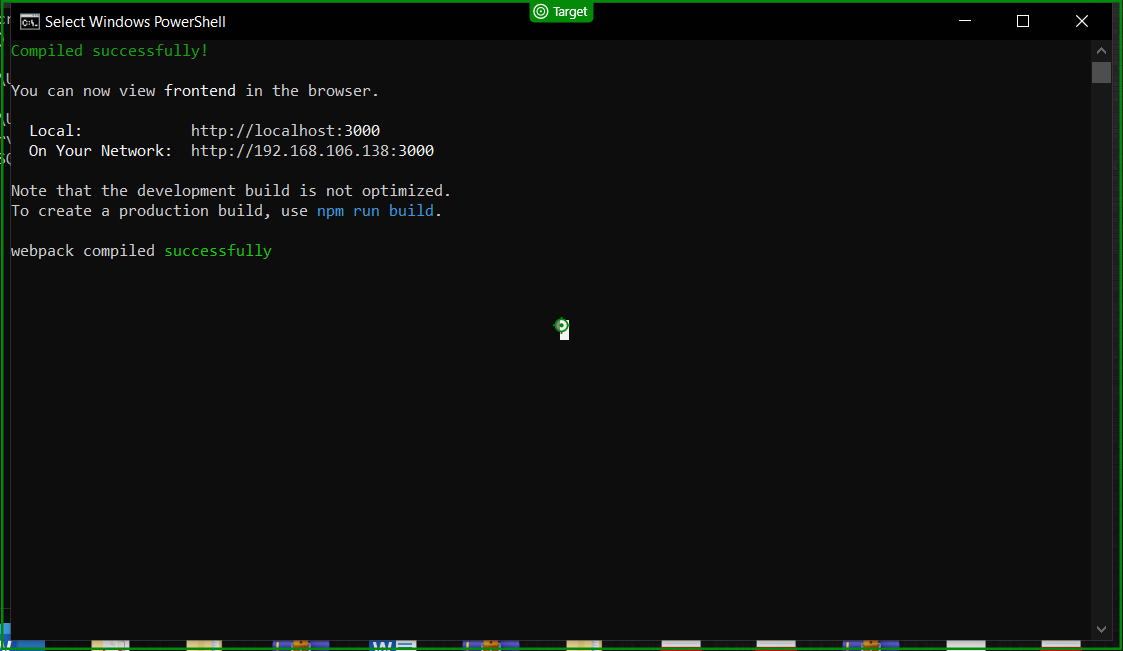 Target
Select Windows PowerShell
Compiled successfully!
You can now view frontend in the browser.
Local: http://localhost:3000
On Your Network: http://192.168.106.138:3000
Note that the development build is not optimized.
To create a production build, use npm run build.
webpack compiled successfully